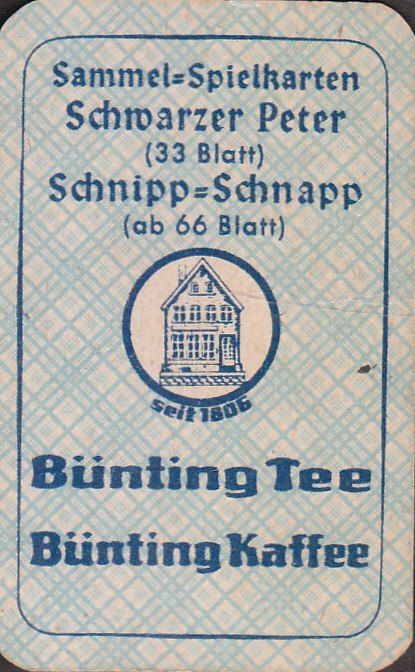 Sammel=Spielkarten
Schwarzer Peter
(33 Blatt)
Schnipp=Schnapp
(ab 66 Blatt)
seit 1806
Bünting Tee
Bünting Kaffee